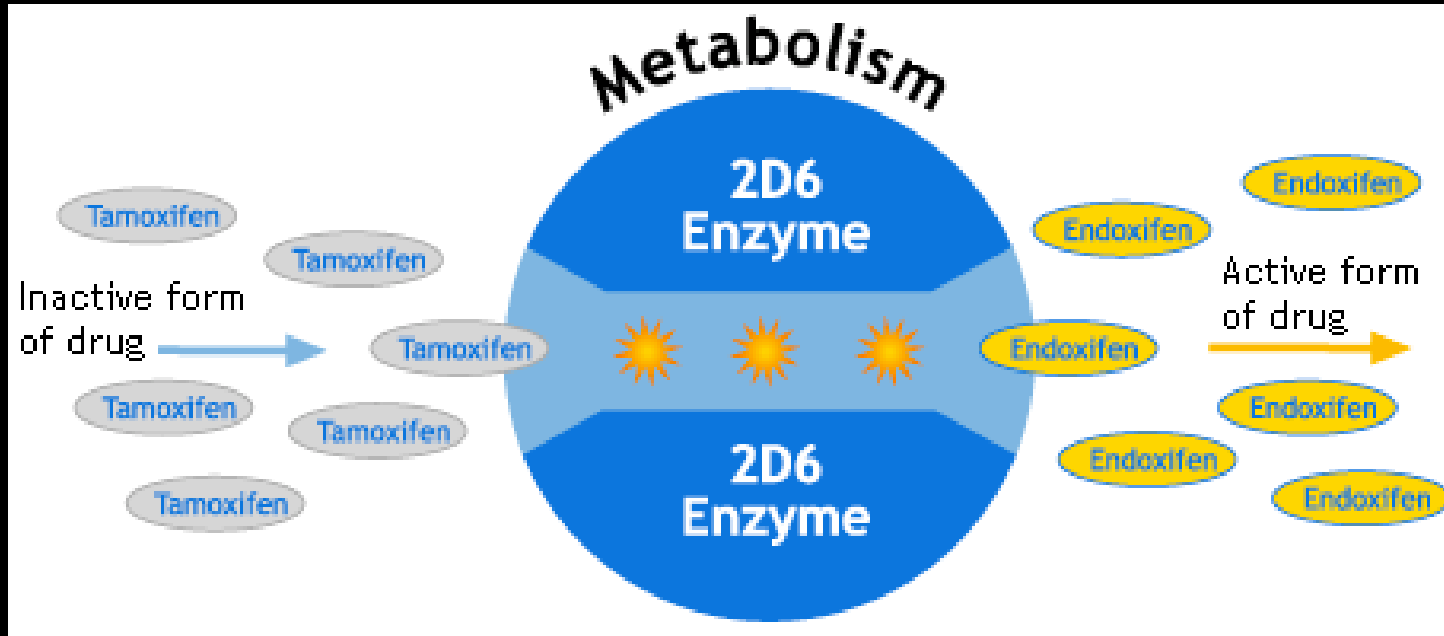 Metabolism
2D6
Enzyme
Tamoxifen
Tamoxifen
Inactive form
of drug
Tamoxifen
Tamoxifen
Tamoxifen
Tamoxifen
Endoxifen
Endoxifen
Active form
of drug
Endoxifen
Endoxifen
Endoxifen
Endoxifen
2D6
Enzyme